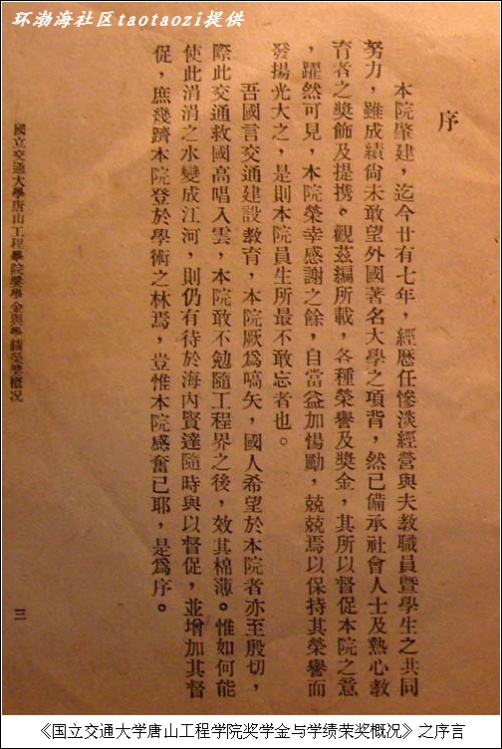 环渤海社区taotaozi提供
序
本院肇建，迄今廿有七年，經歷任慘淡經營與夫教職員暨學生之共同
努力，雖成績尙未敢望外國著名大學之項背，然已備承社會人士及熱心教
育者之獎飾及提携。觀茲編所載，各種榮譽及獎金，其所以督促本院之意
，躍然可見，本院榮幸感謝之餘，自當益加惕勵，兢兢焉以保持其榮譽而
發揚光大之，是則本院員生所最不敢忘者也。
吾國言交通建設教育，本院厥爲嚆矢，國人希望於本院者亦至殷切，
際此交通救國高唱入雲，本院敢不勉隨工程界之後，效其棉薄。惟如何能
使此涓涓之水變成江河，則仍有待於海內賢達隨時與以督促，並增加其督
促，庶幾躋本院登於學術之林焉，豈惟本院感奮已耶，是爲序。
國立交通大學唐山工程學院獎學金與學績榮獎概况
三
《国立交通大学唐山工程学院奖学金与学绩荣奖概况》之序言